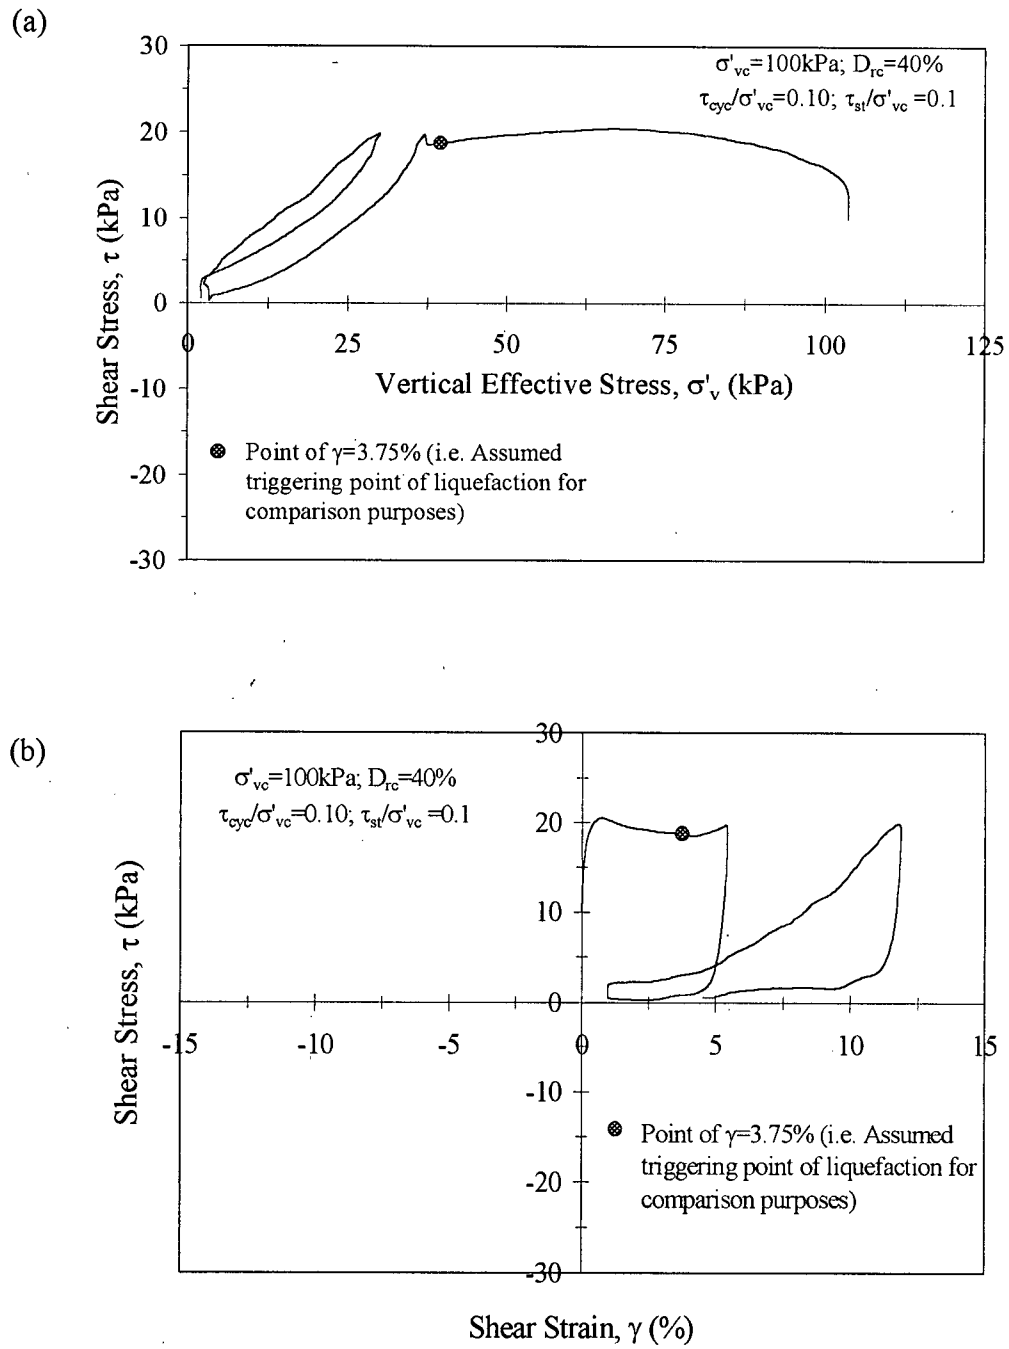 (a)
30
σ'vc=100kPa; Drc=40%
τcyc/σ'vc=0.10; τst/σ'vc=0.1
20
10
0
0 25 50 75 100 125
Vertical Effective Stress, σ'v (kPa)
-10
-20
-30
Shear Stress, τ (kPa)
Point of γ=3.75% (i.e. Assumed
triggering point of liquefaction for
comparison purposes)
(b)
30
σ'vc=100kPa; Drc=40%
τcyc/σ'vc=0.10; τst/σ'vc =0.1
20
10
0
-15 -10 -5 0 5 10 15
-10
-20
-30
Shear Stress, τ (kPa)
Point of γ=3.75% (i.e. Assumed
triggering point of liquefaction for
comparison purposes)
Shear Strain, γ (%)